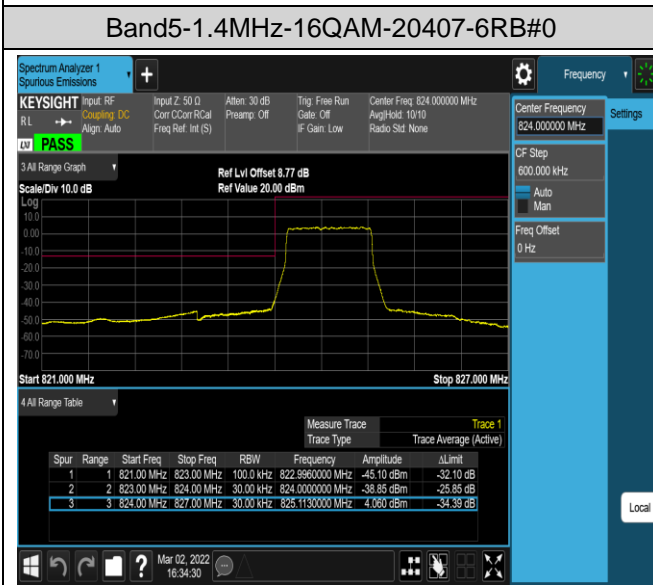 Band5-1.4MHz-16QAM-20407-6RB#0
Spectrum Analyzer 1
Spurious Emissions
+
Frequency
KEYSIGHT
RL
LXI
PASS
Input: RF
Coupling: DC
Align: Auto
Input Z: 50 Ω
Corr CCorr RCal
Freq Ref: Int (S)
Atten: 30 dB
Preamp: Off
Trig: Free Run
Gate: Off
IF Gain: Low
Center Freq: 824.000000 MHz
Avg|Hold: 10/10
Radio Std: None
Center Frequency
824.000000 MHz
Settings
CF Step
600.000 kHz
Auto
Man
Freq Offset
0 Hz
3 All Range Graph
Scale/Div 10.0 dB
Ref Lvl Offset 8.77 dB
Ref Value 20.00 dBm
Log
10.0
0.00
-10.0
-20.0
-30.0
-40.0
-50.0
-60.0
-70.0
Start 821.000 MHz
Stop 827.000 MHz
4 All Range Table
Measure Trace Trace 1
Trace Type Trace Average (Active)
Spur Range Start Freq Stop Freq RBW Frequency Amplitude ΔLimit
1 1 821.00 MHz 823.00 MHz 100.0 kHz 822.9960000 MHz -45.10 dBm -32.10 dB
2 2 823.00 MHz 824.00 MHz 30.00 kHz 824.0000000 MHz -38.85 dBm -25.85 dB
3 3 824.00 MHz 827.00 MHz 30.00 kHz 825.1130000 MHz 4.060 dBm -34.39 dB
Local
?
Mar 02, 2022
16:34:30